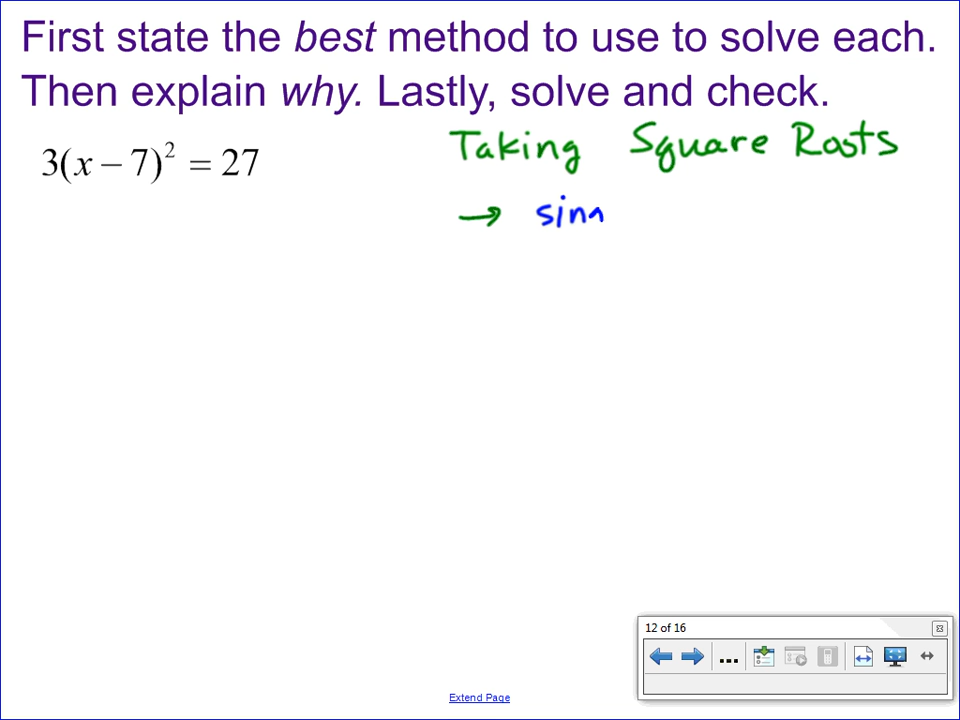 First state the best method to use to solve each.
Then explain why. Lastly, solve and check.
3(x − 7)² = 27
Taking Square Roots
→
12 of 16
Extend Page